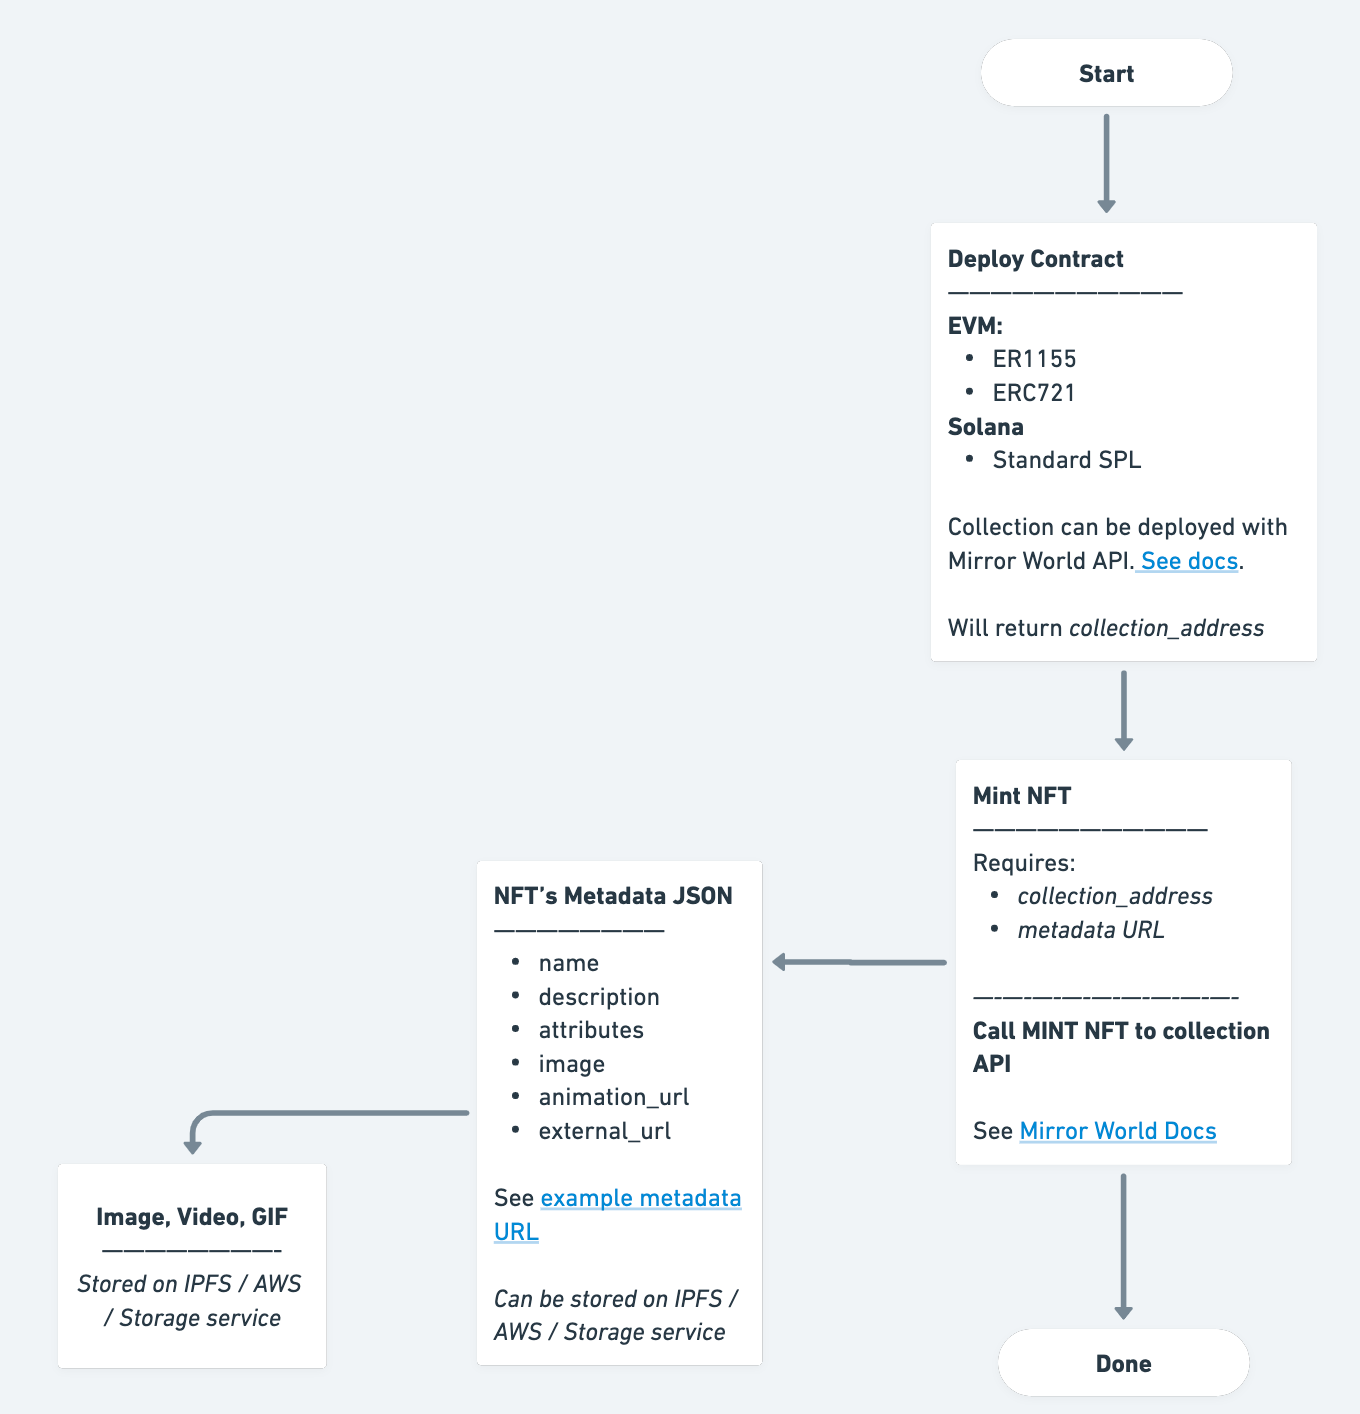 Start
Deploy Contract
———————————
EVM:
• ER1155
• ERC721
Solana
• Standard SPL
Collection can be deployed with
Mirror World API. See docs.
Will return collection_address
Mint NFT
———————————
Requires:
• collection_address
• metadata URL
—-—-—-—-—-—-—-—-—-
Call MINT NFT to collection
API
See Mirror World Docs
NFT’s Metadata JSON
————————
• name
• description
• attributes
• image
• animation_url
• external_url
See example metadata
URL
Can be stored on IPFS /
AWS / Storage service
Image, Video, GIF
————————-
Stored on IPFS / AWS
/ Storage service
Done